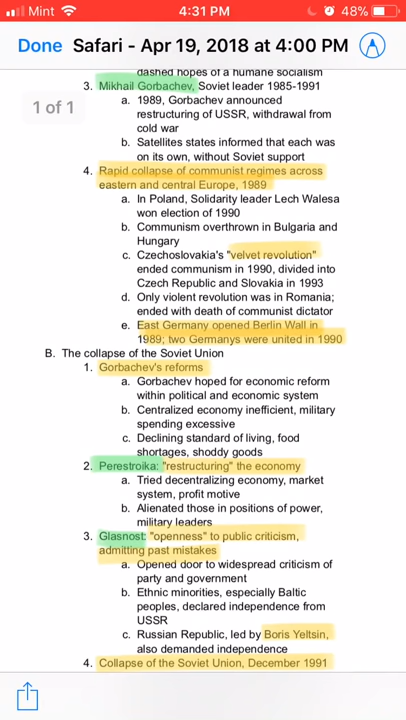 Mint 4:31 PM 48%
Done Safari - Apr 19, 2018 at 4:00 PM
dashed hopes of a humane socialism
3. Mikhail Gorbachev, Soviet leader 1985-1991
1 of 1
a. 1989, Gorbachev announced
restructuring of USSR, withdrawal from
cold war
b. Satellites states informed that each was
on its own, without Soviet support
4. Rapid collapse of communist regimes across
eastern and central Europe, 1989
a. In Poland, Solidarity leader Lech Walesa
won election of 1990
b. Communism overthrown in Bulgaria and
Hungary
c. Czechoslovakia's "velvet revolution"
ended communism in 1990, divided into
Czech Republic and Slovakia in 1993
d. Only violent revolution was in Romania;
ended with death of communist dictator
e. East Germany opened Berlin Wall in
1989; two Germanys were united in 1990
B. The collapse of the Soviet Union
1. Gorbachev's reforms
a. Gorbachev hoped for economic reform
within political and economic system
b. Centralized economy inefficient, military
spending excessive
c. Declining standard of living, food
shortages, shoddy goods
2. Perestroika: "restructuring" the economy
a. Tried decentralizing economy, market
system, profit motive
b. Alienated those in positions of power,
military leaders
3. Glasnost: "openness" to public criticism,
admitting past mistakes
a. Opened door to widespread criticism of
party and government
b. Ethnic minorities, especially Baltic
peoples, declared independence from
USSR
c. Russian Republic, led by Boris Yeltsin,
also demanded independence
4. Collapse of the Soviet Union, December 1991